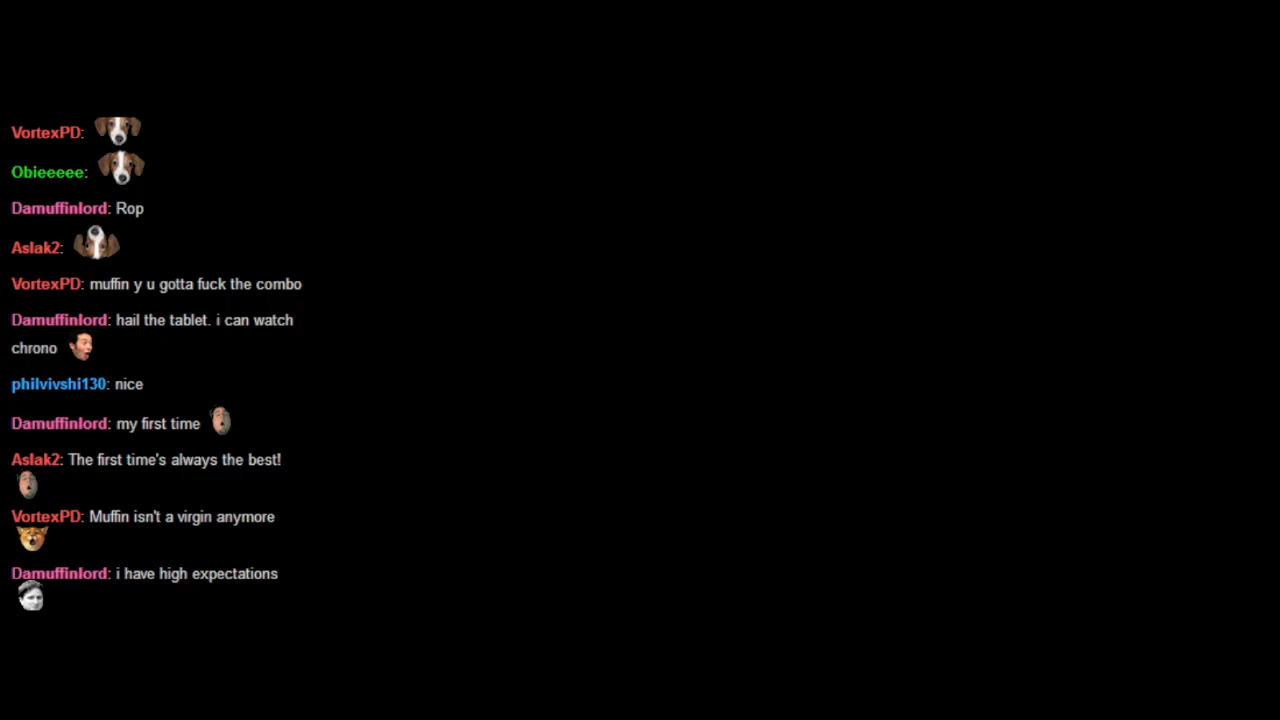 VortexPD:
Obieeeee:
Damuffinlord: Rop
Aslak2:
VortexPD: muffin y u gotta fuck the combo
Damuffinlord: hail the tablet. i can watch
chrono
philvivshi130: nice
Damuffinlord: my first time
Aslak2: The first time's always the best!
VortexPD: Muffin isn't a virgin anymore
Damuffinlord: i have high expectations